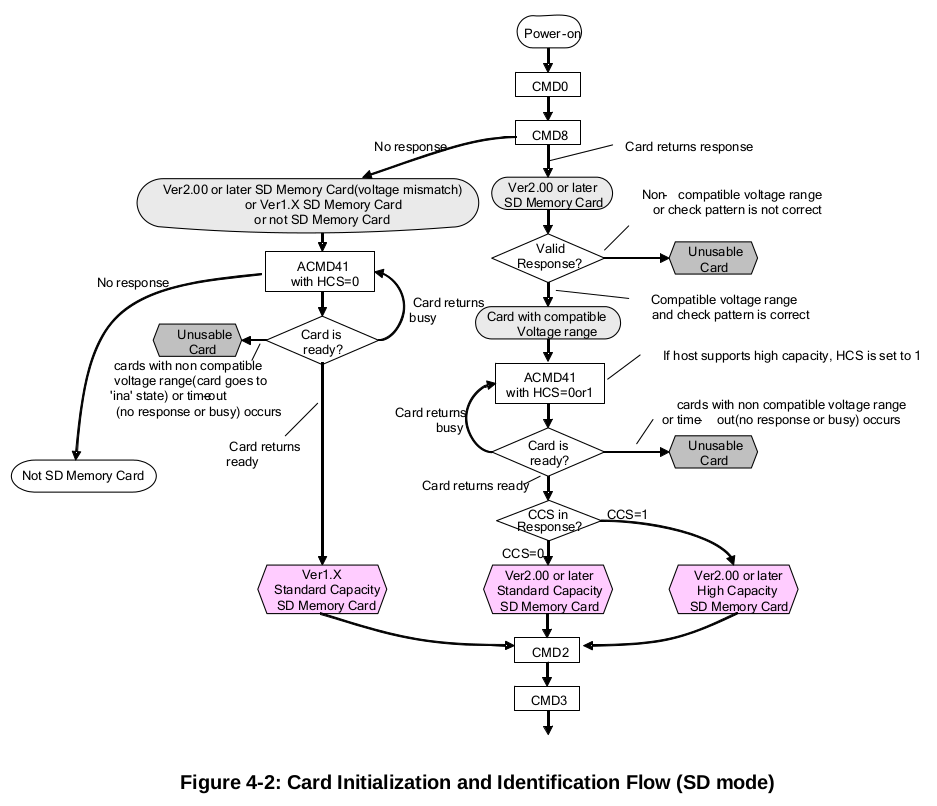 Power-on
CMD0
CMD8
No response
Card returns response
Ver2.00 or later SD Memory Card(voltage mismatch)
or Ver1.X SD Memory Card
or not SD Memory Card
Ver2.00 or later
SD Memory Card
Non- compatible voltage range
or check pattern is not correct
Valid
Response?
Unusable
Card
ACMD41
with HCS=0
No response
Card returns
busy
Compatible voltage range
and check pattern is correct
Card with compatible
Voltage range
Unusable
Card
Card is
ready?
cards with non compatible
voltage range(card goes to
'ina' state) or time-out
(no response or busy) occurs
If host supports high capacity, HCS is set to 1
ACMD41
with HCS=0or1
Card returns
busy
cards with non compatible voltage range
or time- out(no response or busy) occurs
Card is
ready?
Unusable
Card
Card returns
ready
Not SD Memory Card
Card returns ready
CCS in
Response?
CCS=1
CCS=0
Ver1.X
Standard Capacity
SD Memory Card
Ver2.00 or later
Standard Capacity
SD Memory Card
Ver2.00 or later
High Capacity
SD Memory Card
CMD2
CMD3
Figure 4-2: Card Initialization and Identification Flow (SD mode)